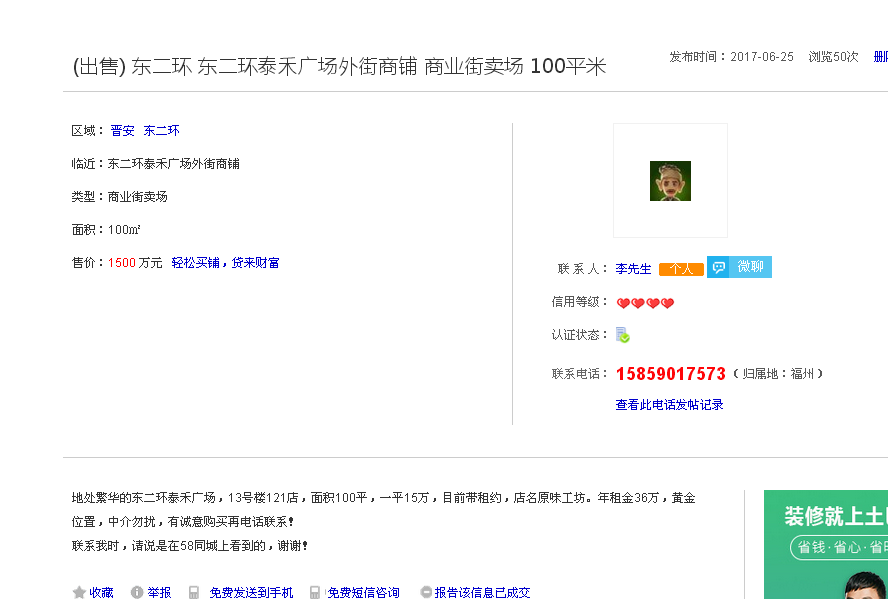 (出售) 东二环 东二环泰禾广场外街商铺 商业街卖场 100平米
发布时间：2017-06-25 浏览50次
区域： 晋安 东二环
临近：东二环泰禾广场外街商铺
类型：商业街卖场
面积：100㎡
售价：1500 万元 轻松买铺，贷来财富
联 系 人： 李先生 个人 微聊
信用等级：
认证状态：
联系电话： 15859017573 （ 归属地：福州 ）
查看此电话发帖记录
地处繁华的东二环泰禾广场，13号楼121店，面积100平，一平15万，目前带租约，店名原味工坊。年租金36万，黄金
位置，中介勿扰，有诚意购买再电话联系！
联系我时，请说是在58同城上看到的，谢谢！
装修就上土
省钱·省心·省
收藏 举报 免费发送到手机 免费短信咨询 报告该信息已成交